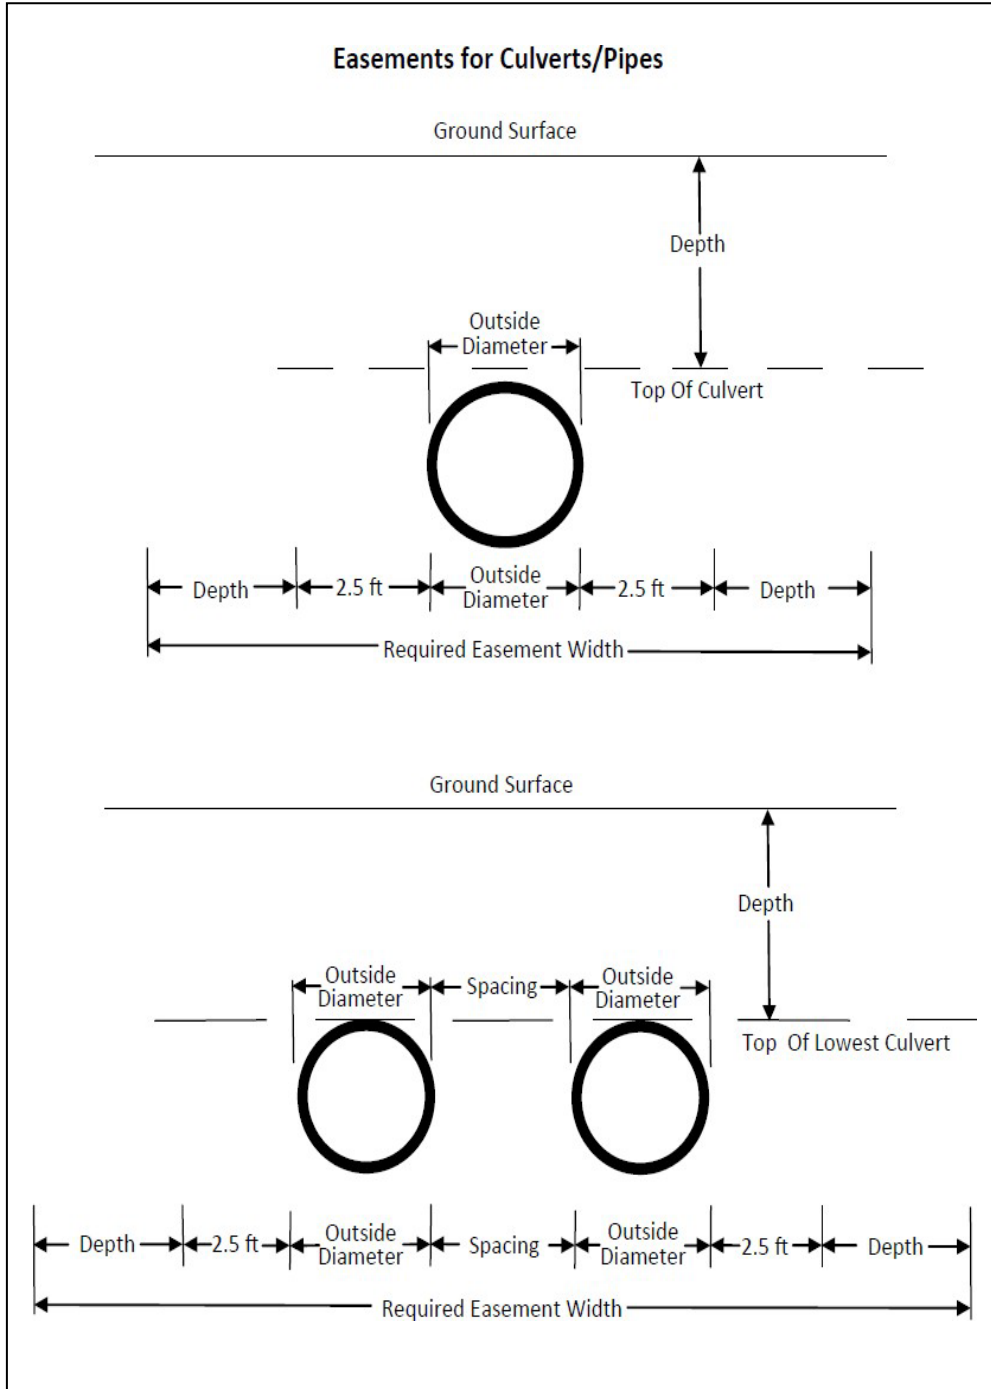 Easements for Culverts/Pipes
Ground Surface
Depth
Outside
Diameter
Top Of Culvert
Depth
2.5 ft
Outside
Diameter
2.5 ft
Depth
Required Easement Width
Ground Surface
Depth
Outside
Diameter
Spacing
Outside
Diameter
Top Of Lowest Culvert
Depth
2.5 ft
Outside
Diameter
Spacing
Outside
Diameter
2.5 ft
Depth
Required Easement Width